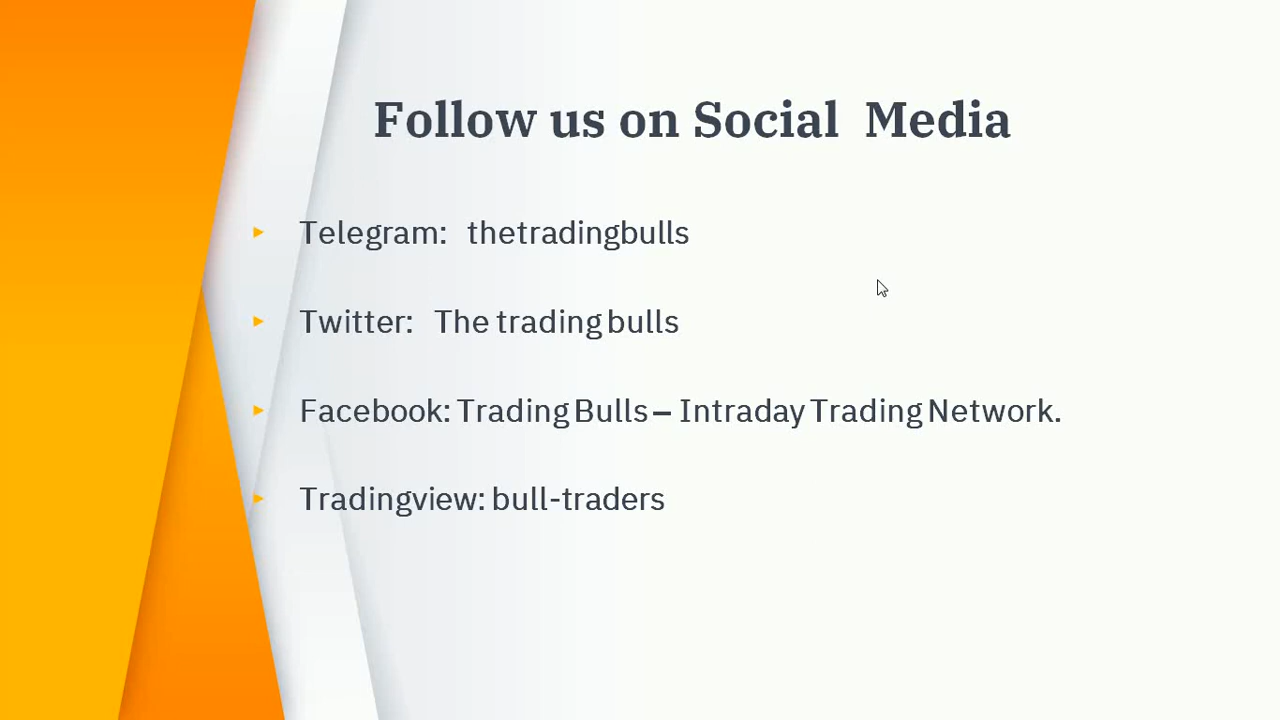 Follow us on Social Media
Telegram: thetradingbulls
Twitter: The trading bulls
Facebook: Trading Bulls – Intraday Trading Network.
Tradingview: bull-traders